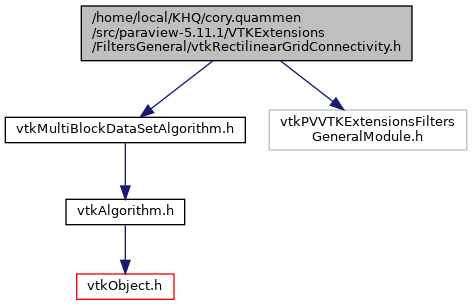 /home/local/KHQ/cory.quammen
/src/paraview-5.11.1/VTKExtensions
/FiltersGeneral/vtkRectilinearGridConnectivity.h
vtkMultiBlockDataSetAlgorithm.h
vtkPVVTKExtensionsFilters
GeneralModule.h
vtkAlgorithm.h
vtkObject.h